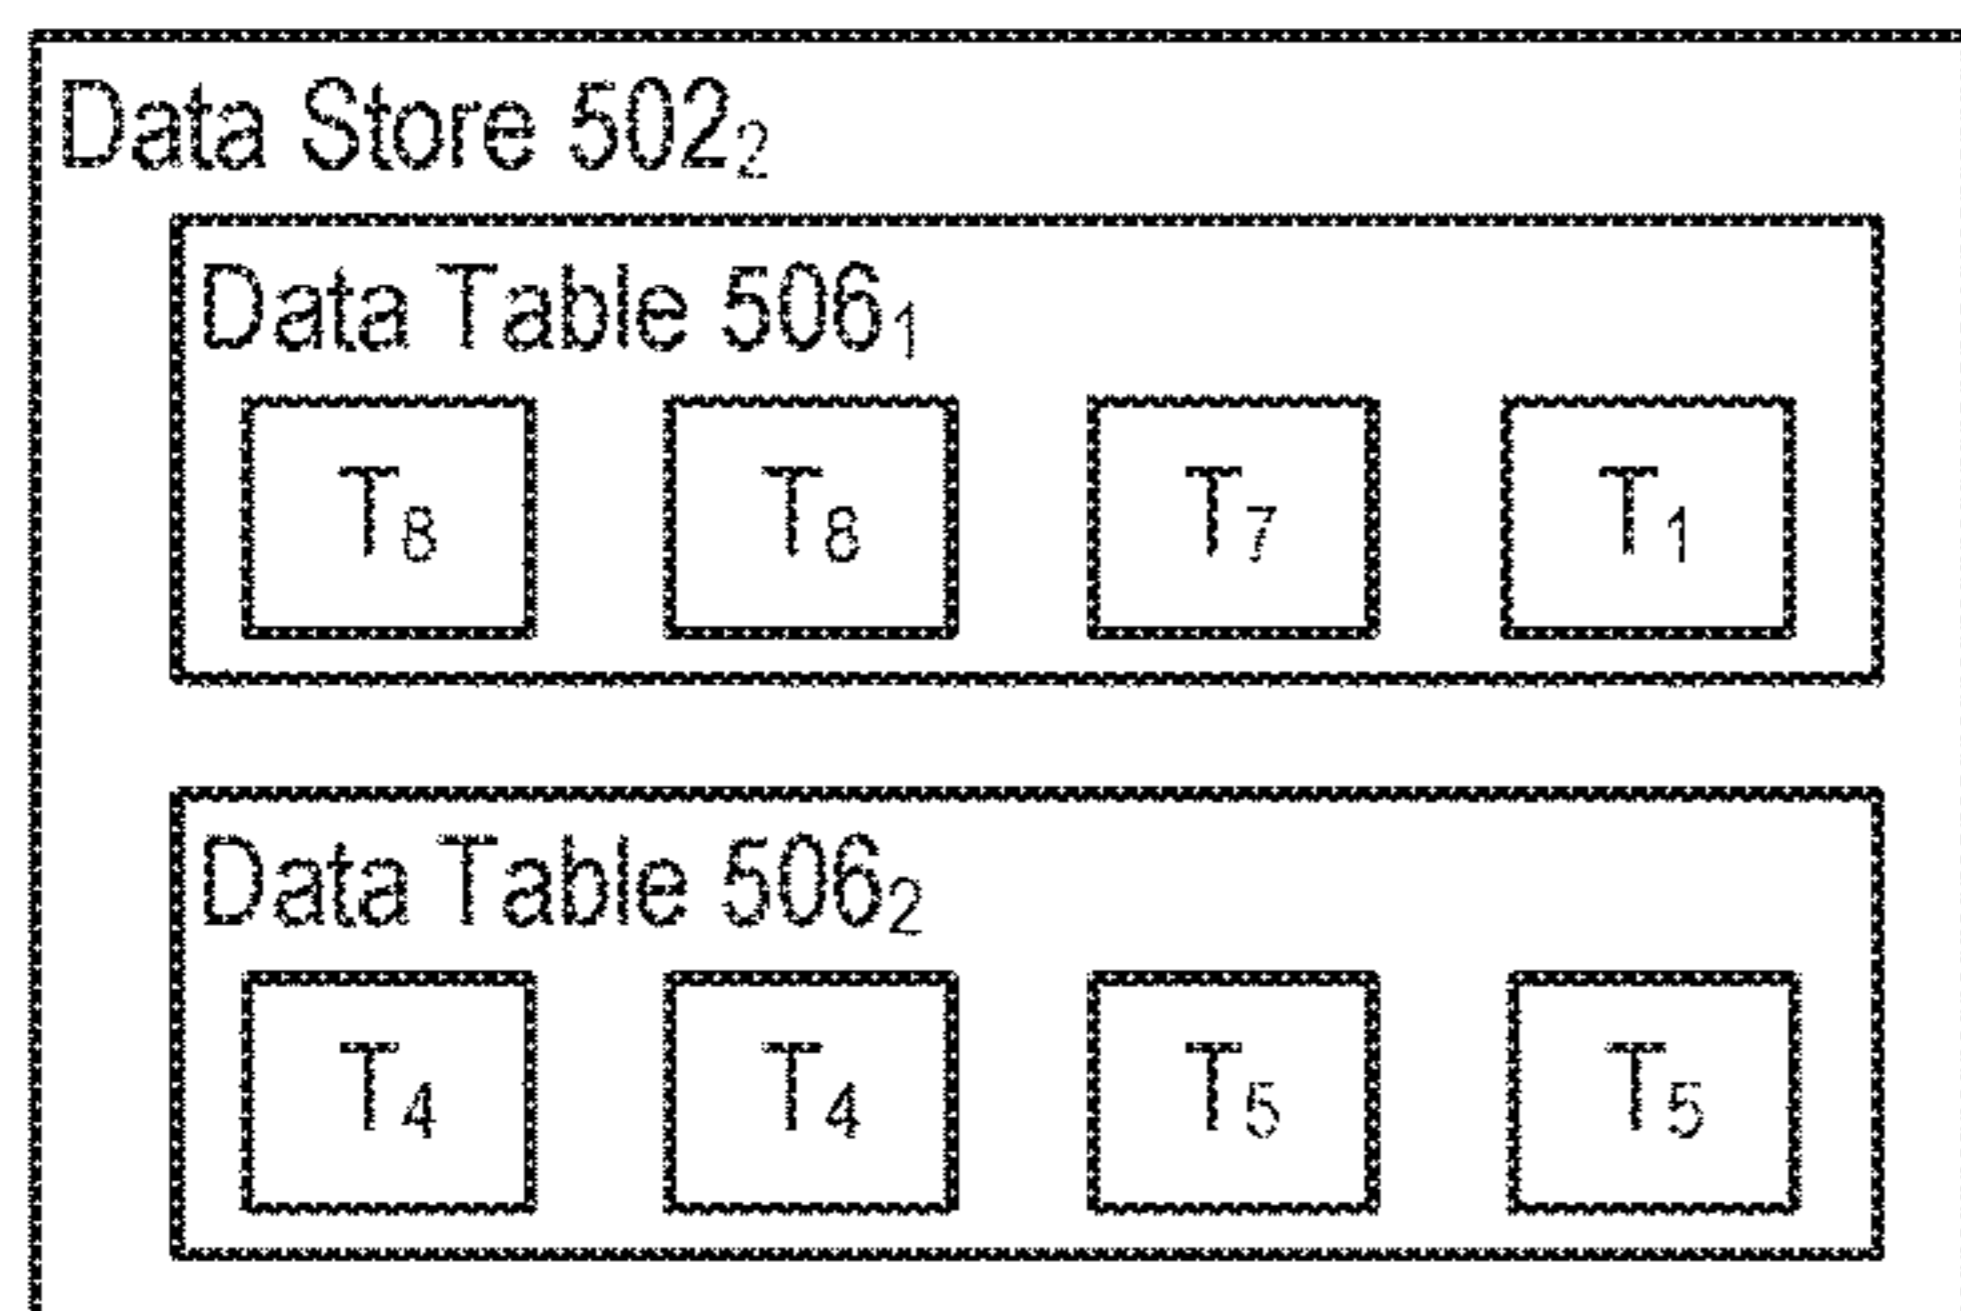 Data Store 502₂
Data Table 506₁
T₈ T₈ T₇ T₁
Data Table 506₂
T₄ T₄ T₅ T₅